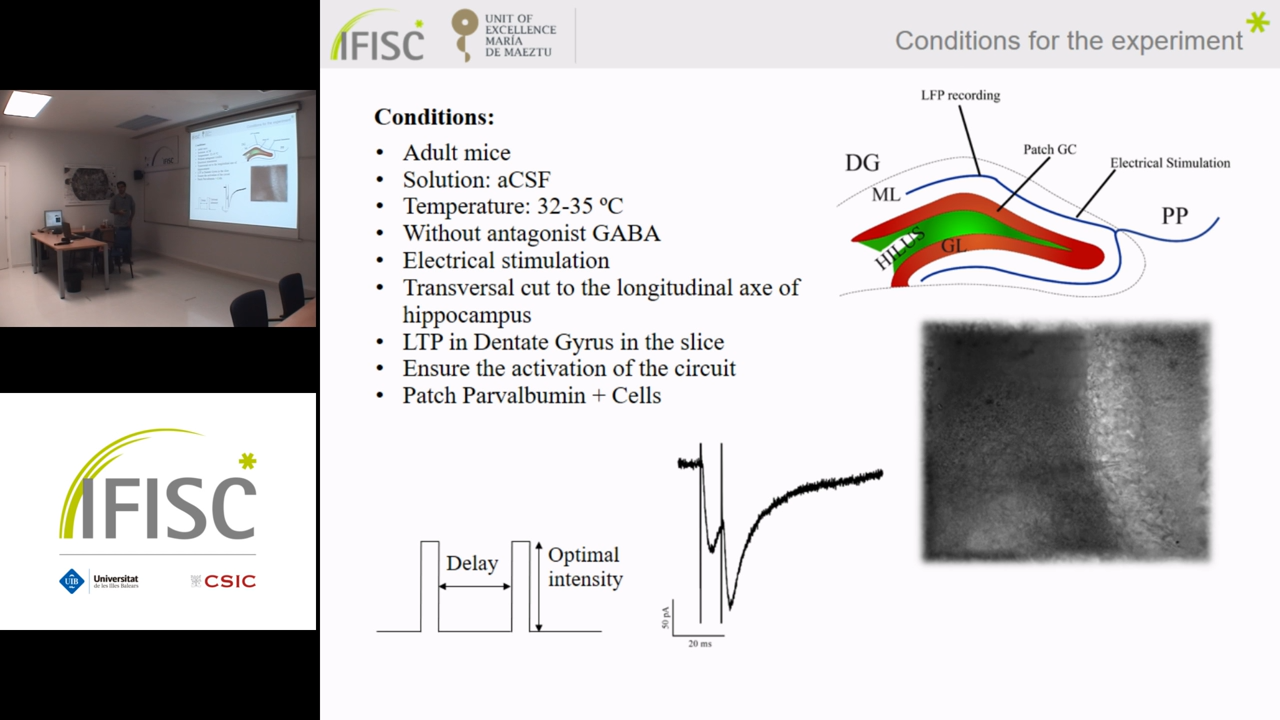 IFISC
UNIT OF
EXCELLENCE
MARÍA
DE MAEZTU
Conditions for the experiment
Conditions:
• Adult mice
• Solution: aCSF
• Temperature: 32-35 ºC
• Without antagonist GABA
• Electrical stimulation
• Transversal cut to the longitudinal axe of
hippocampus
• LTP in Dentate Gyrus in the slice
• Ensure the activation of the circuit
• Patch Parvalbumin + Cells
LFP recording
Patch GC
Electrical Stimulation
DG
ML
PP
HILUS
GL
Delay
Optimal
intensity
50 pA
20 ms
IFISC
UIB
Universitat
de les Illes Balears
CSIC